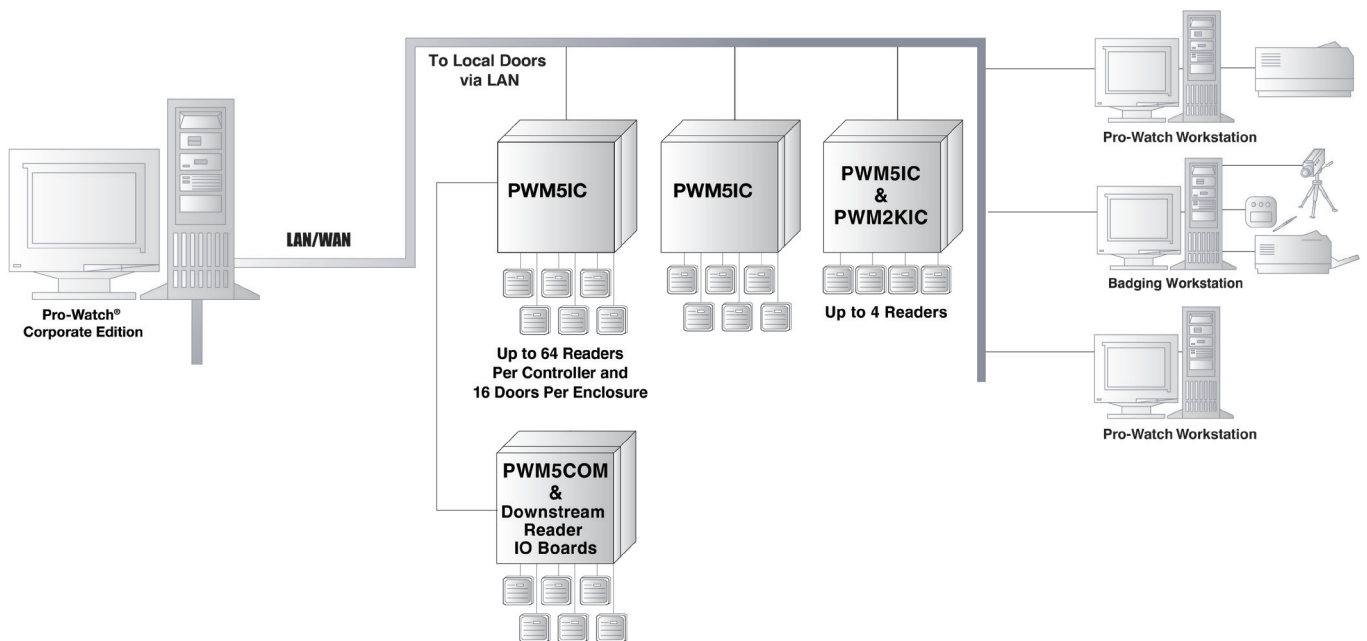 To Local Doors
via LAN
PWM5IC
PWM5IC
PWM5IC
&
PWM2KIC
LAN/WAN
Pro-Watch®
Corporate Edition
Up to 4 Readers
Up to 64 Readers
Per Controller and
16 Doors Per Enclosure
PWM5COM
&
Downstream
Reader
IO Boards
Pro-Watch Workstation
Badging Workstation
Pro-Watch Workstation